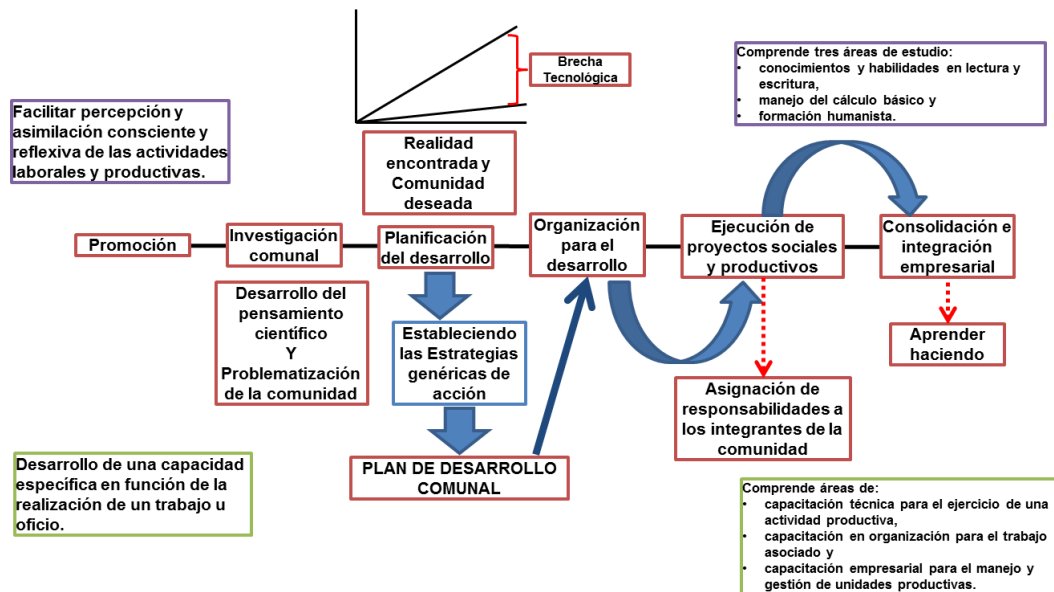 Brecha
Tecnológica
Comprende tres áreas de estudio:
• conocimientos y habilidades en lectura y
escritura,
• manejo del cálculo básico y
• formación humanista.
Facilitar percepción y
asimilación consciente y
reflexiva de las actividades
laborales y productivas.
Realidad
encontrada y
Comunidad
deseada
Promoción
Investigación
comunal
Planificación
del desarrollo
Organización
para el
desarrollo
Ejecución de
proyectos sociales
y productivos
Consolidación e
integración
empresarial
Desarrollo del
pensamiento
científico
Y
Problematización
de la comunidad
Estableciendo
las Estrategias
genéricas de
acción
Aprender
haciendo
Asignación de
responsabilidades a
los integrantes de la
comunidad
PLAN DE DESARROLLO
COMUNAL
Desarrollo de una capacidad
específica en función de la
realización de un trabajo u
oficio.
Comprende áreas de:
• capacitación técnica para el ejercicio de una
actividad productiva,
• capacitación en organización para el trabajo
asociado y
• capacitación empresarial para el manejo y
gestión de unidades productivas.